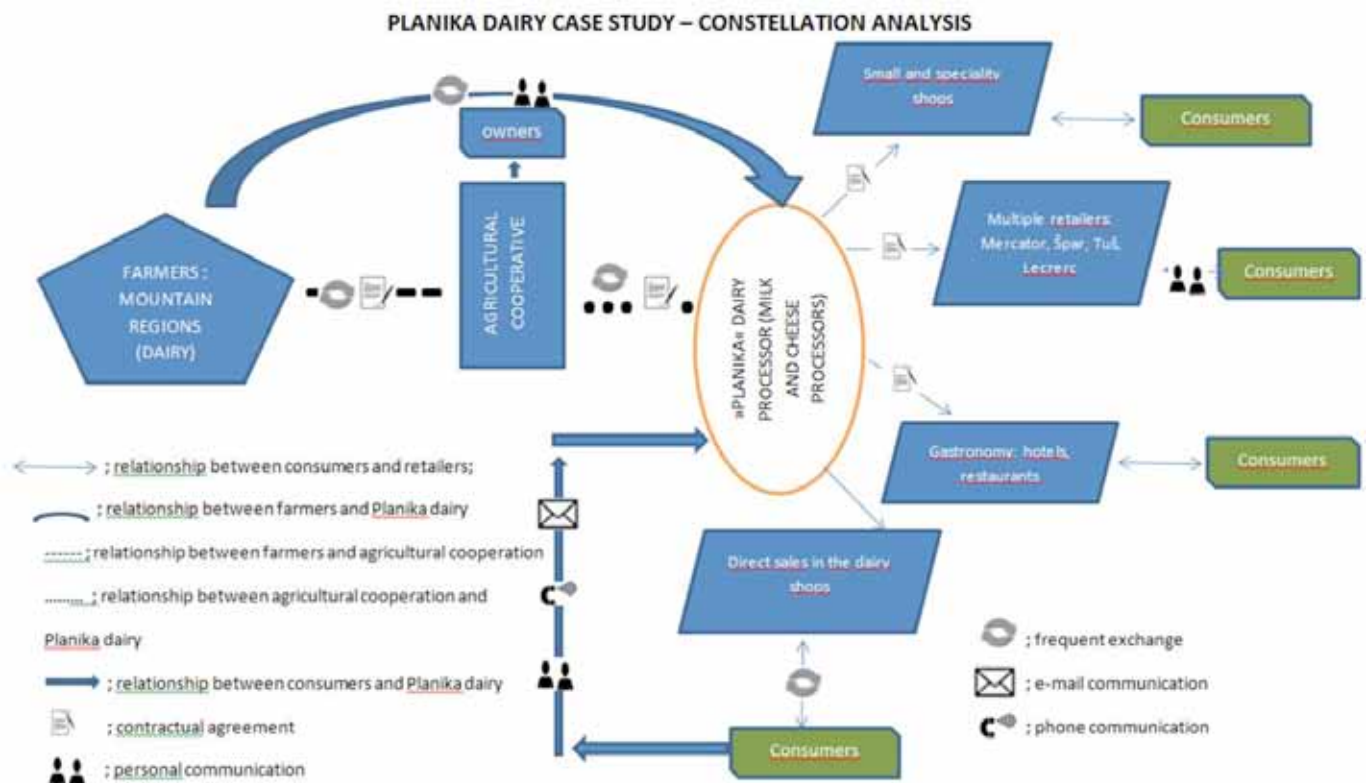 PLANIKA DAIRY CASE STUDY – CONSTELLATION ANALYSIS
Small and speciality
shops
Consumers
owners
AGRICULTURAL
COOPERATIVE
FARMERS :
MOUNTAIN
REGIONS
(DAIRY)
»PLANIKA« DAIRY
PROCESSOR (MILK
AND CHEESE
PROCESSORS)
Multiple retailers:
Mercator, Špar, Tuš,
Lecrerc
Consumers
Gastronomy: hotels,
restaurants
Consumers
Direct sales in the dairy
shops
Consumers
; relationship between consumers and retailers;
; relationship between farmers and Planika dairy
; relationship between farmers and agricultural cooperation
; relationship between agricultural cooperation and
Planika dairy
; relationship between consumers and Planika dairy
; contractual agreement
; personal communication
; frequent exchange
; e-mail communication
; phone communication